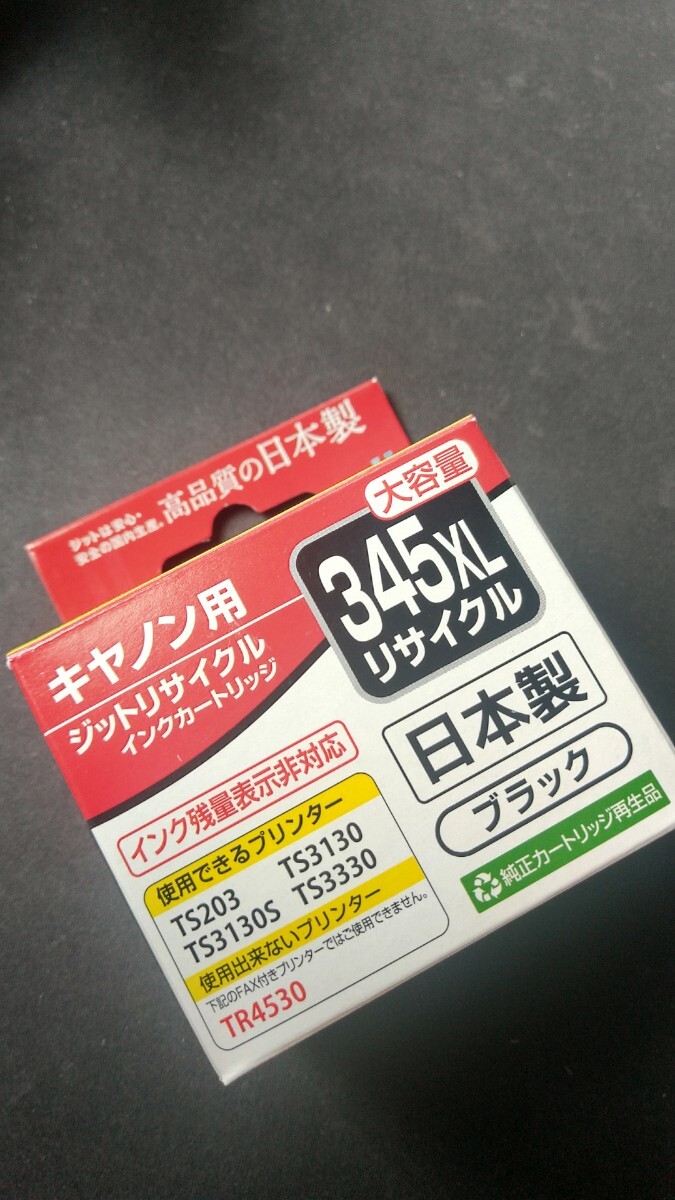 高品質の日本製
ジットは安心・
安全の国内生産。
大容量
345XL
リサイクル
キヤノン用
ジットリサイクル
インクカートリッジ
日本製
ブラック
純正カートリッジ再生品
インク残量表示非対応
使用できるプリンター
TS203 TS3130
TS3130S TS3330
使用出来ないプリンター
下記のFAX付きプリンターではご使用できません。
TR4530